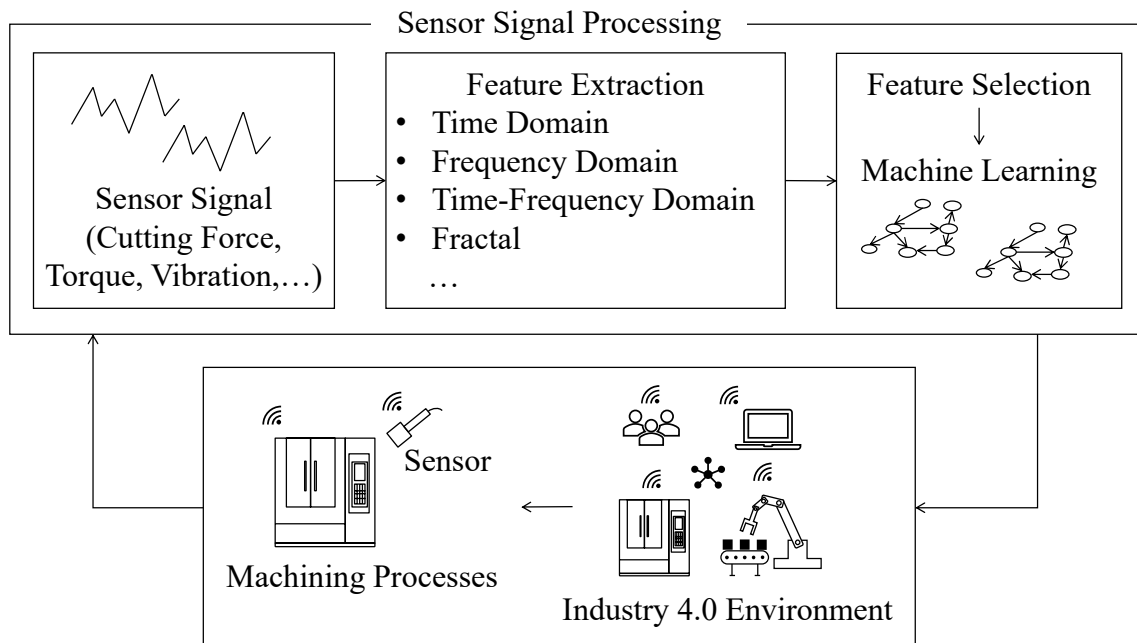 Sensor Signal Processing
Sensor Signal
(Cutting Force,
Torque, Vibration,…)
Feature Extraction
• Time Domain
• Frequency Domain
• Time-Frequency Domain
• Fractal
…
Feature Selection
Machine Learning
Sensor
Machining Processes
Industry 4.0 Environment